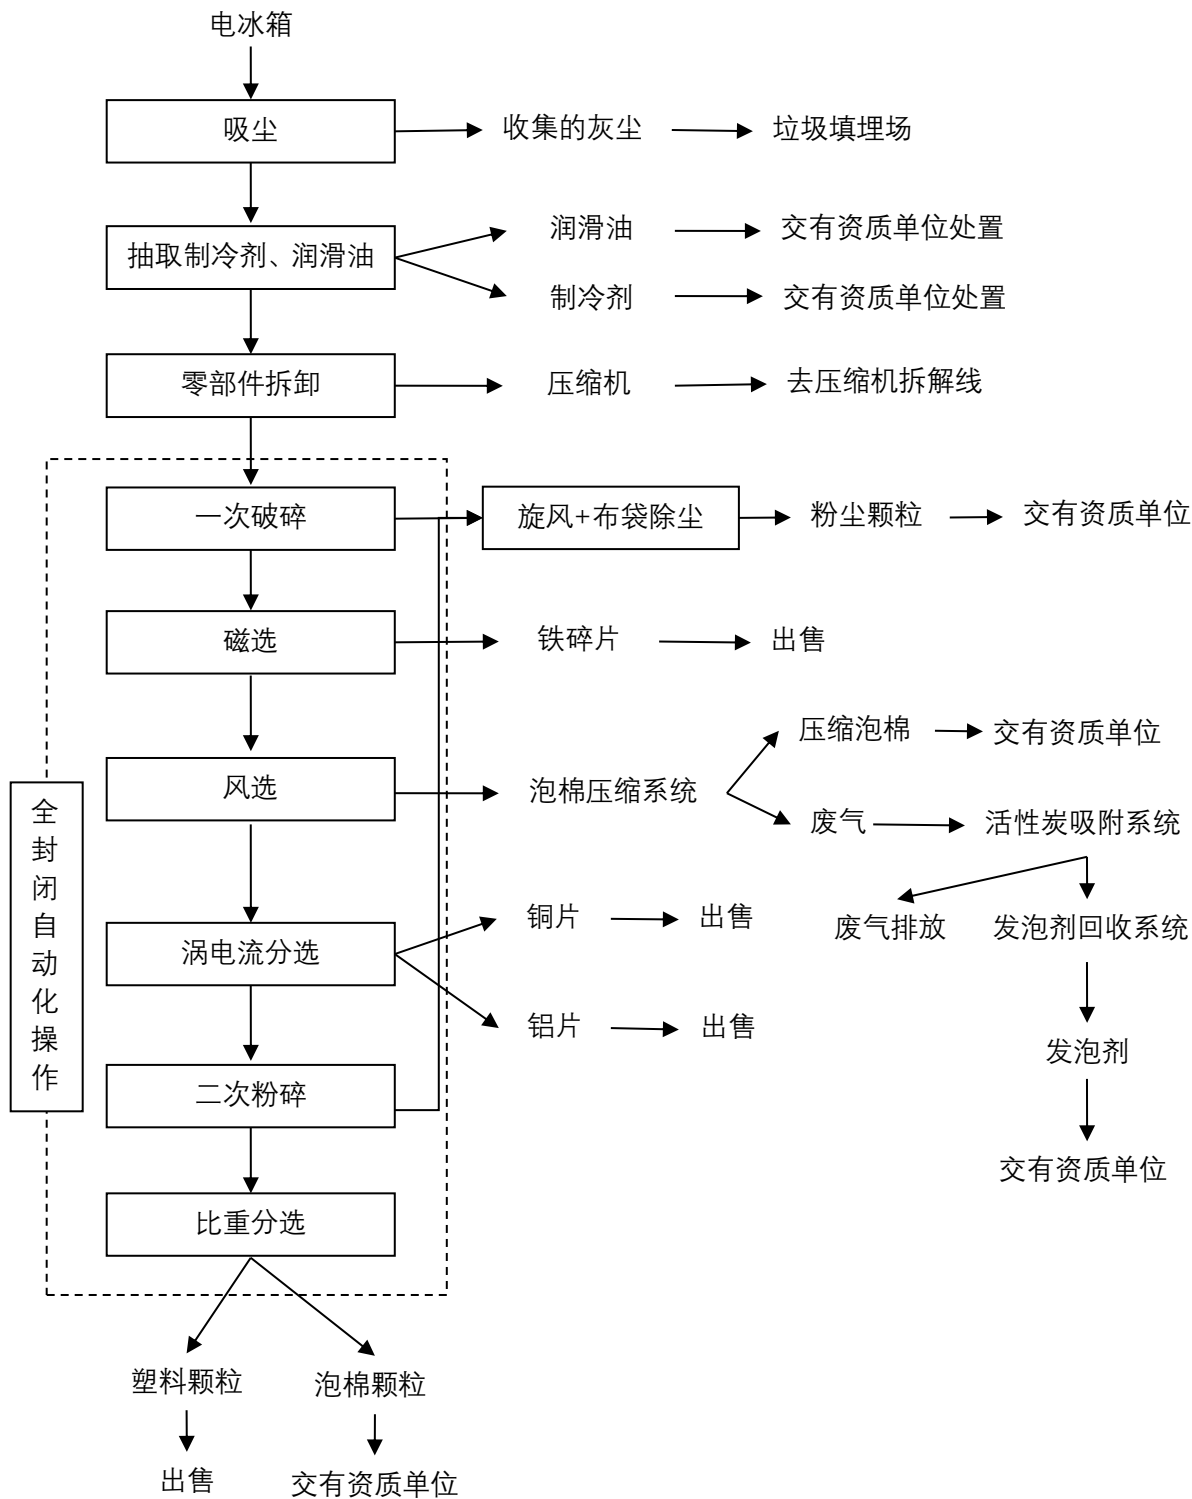 电冰箱
吸尘
收集的灰尘
垃圾填埋场
抽取制冷剂、润滑油
润滑油
交有资质单位处置
制冷剂
交有资质单位处置
零部件拆卸
压缩机
去压缩机拆解线
一次破碎
旋风+布袋除尘
粉尘颗粒
交有资质单位
磁选
铁碎片
出售
风选
泡棉压缩系统
压缩泡棉
交有资质单位
废气
活性炭吸附系统
废气排放
发泡剂回收系统
发泡剂
交有资质单位
全封闭自动化操作
涡电流分选
铜片
出售
铝片
出售
二次粉碎
比重分选
塑料颗粒
泡棉颗粒
出售
交有资质单位